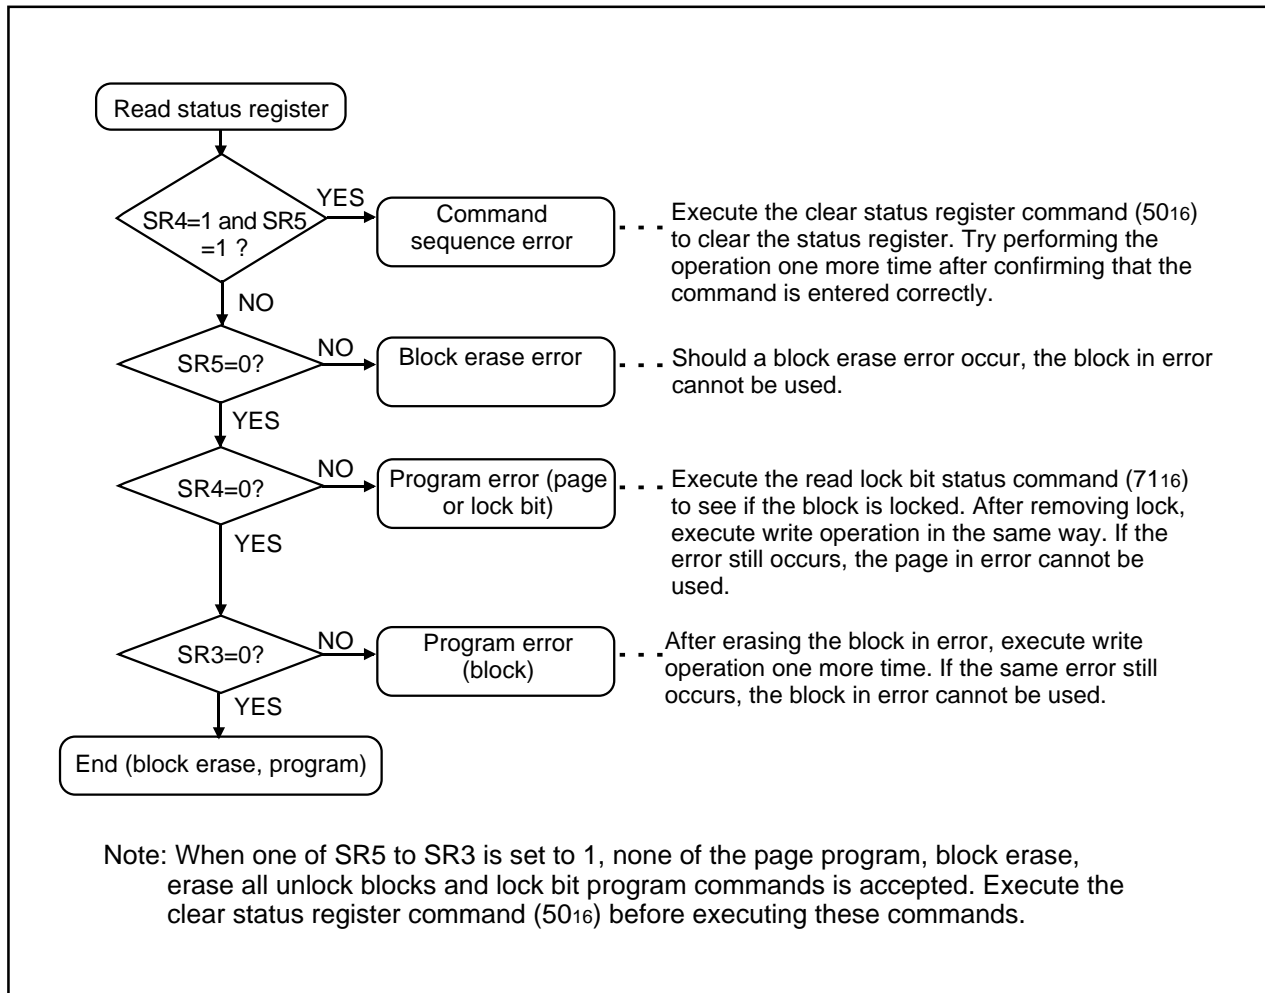 Read status register
SR4=1 and SR5
=1 ?
YES
Command
sequence error
Execute the clear status register command (5016)
to clear the status register. Try performing the
operation one more time after confirming that the
command is entered correctly.
NO
SR5=0?
NO
Block erase error
Should a block erase error occur, the block in error
cannot be used.
YES
SR4=0?
NO
Program error (page
or lock bit)
Execute the read lock bit status command (7116)
to see if the block is locked. After removing lock,
execute write operation in the same way. If the
error still occurs, the page in error cannot be
used.
YES
SR3=0?
NO
Program error
(block)
After erasing the block in error, execute write
operation one more time. If the same error still
occurs, the block in error cannot be used.
YES
End (block erase, program)
Note: When one of SR5 to SR3 is set to 1, none of the page program, block erase,
erase all unlock blocks and lock bit program commands is accepted. Execute the
clear status register command (5016) before executing these commands.